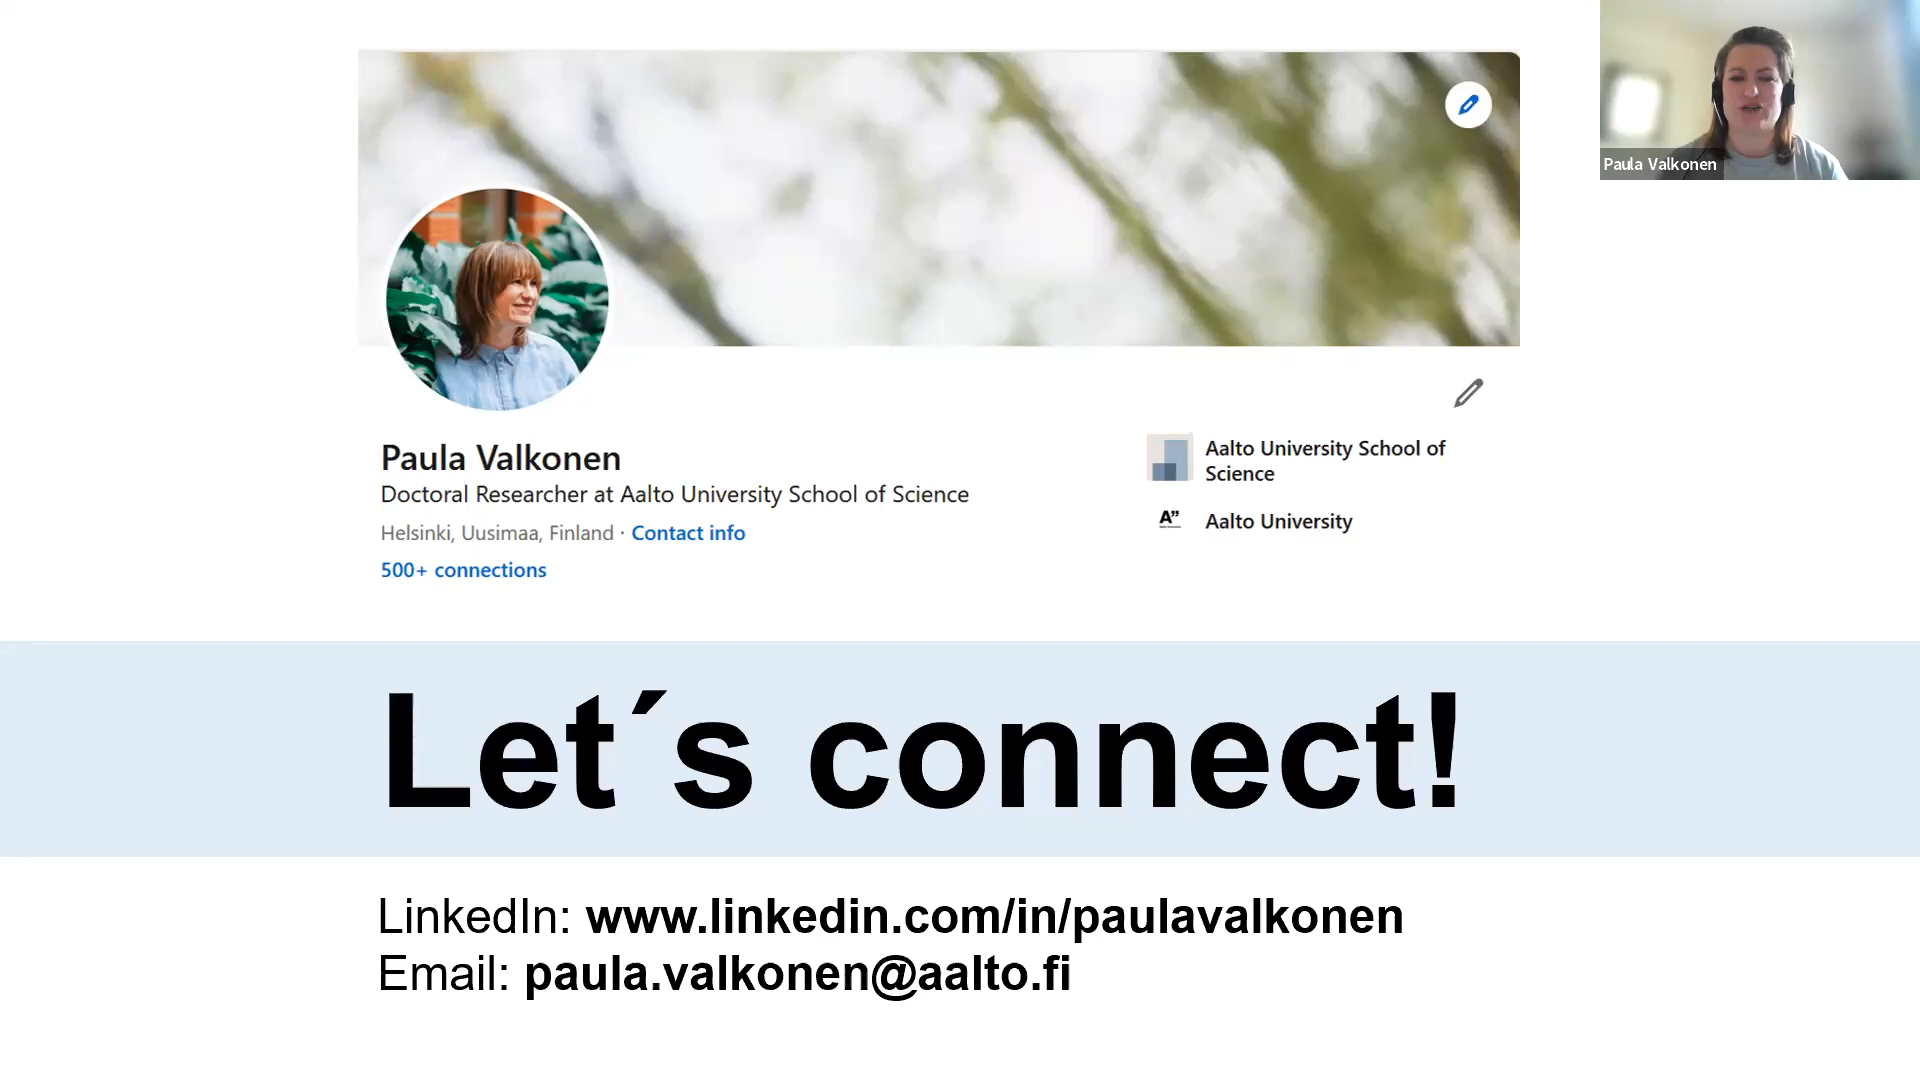 Paula Valkonen
Paula Valkonen
Doctoral Researcher at Aalto University School of Science
Helsinki, Uusimaa, Finland · Contact info
500+ connections
Aalto University School of
Science
A”
Aalto University
Let´s connect!
LinkedIn: www.linkedin.com/in/paulavalkonen
Email: paula.valkonen@aalto.fi